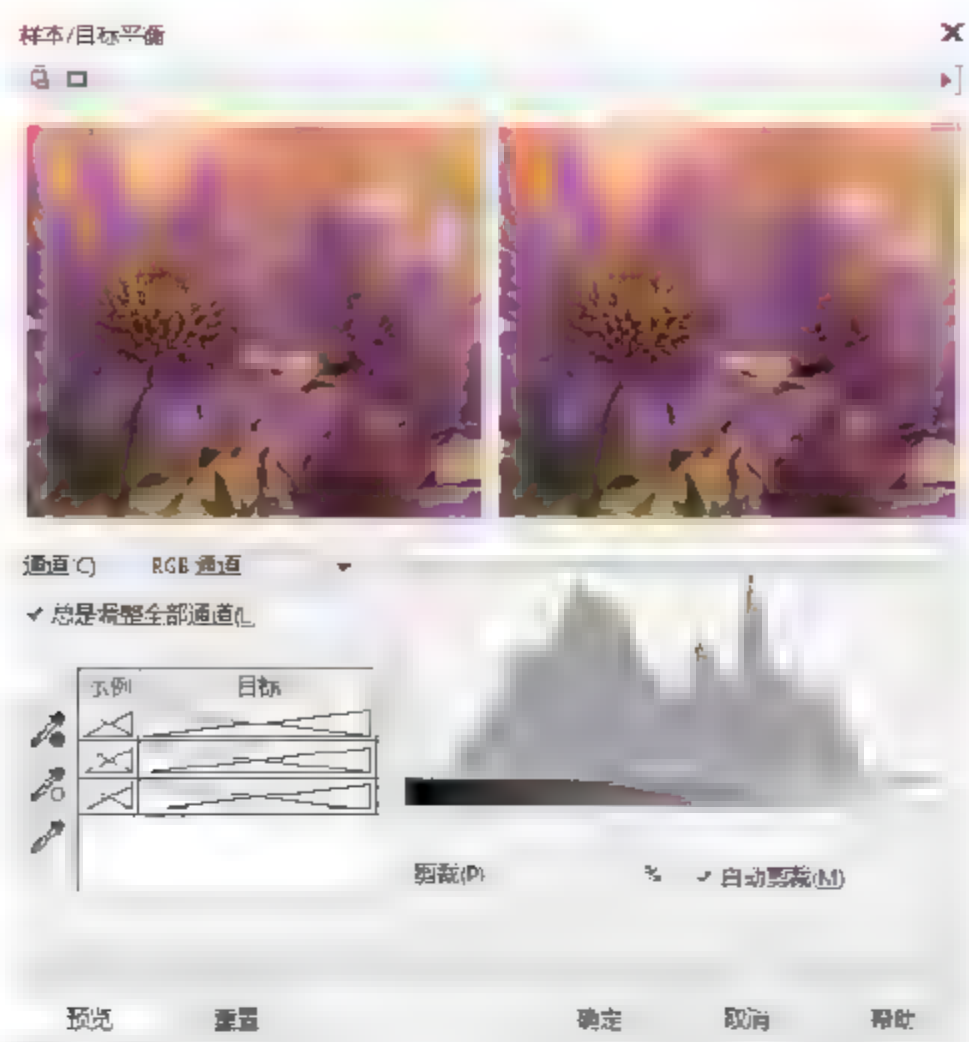 样本/目标平衡
通道(C) RGB 通道
总是调整全部通道(L)
示例 目标
剪裁(P) % 自动剪裁(M)
预览 重置 确定 取消 帮助